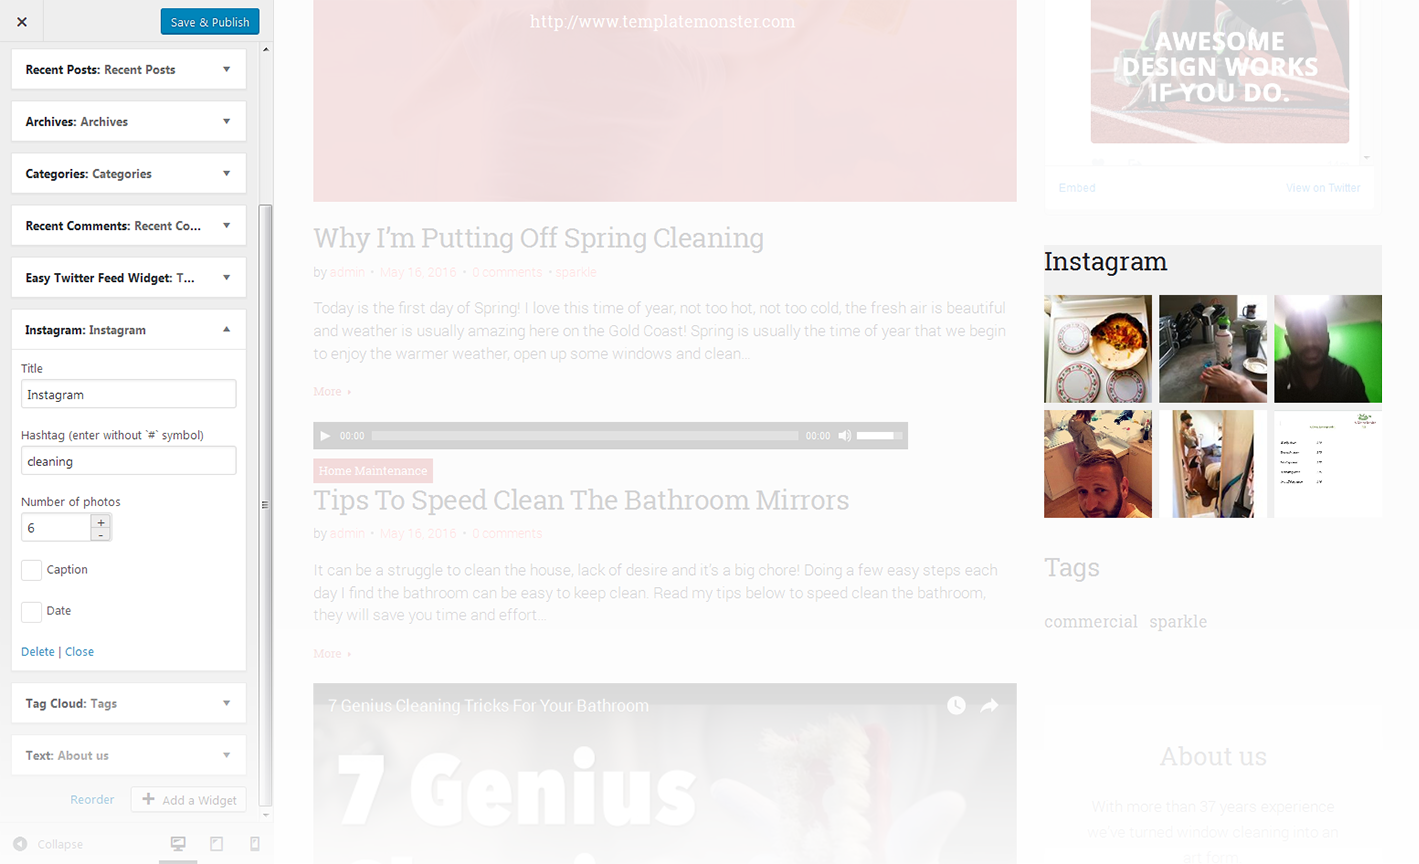 Save & Publish
Recent Posts: Recent Posts
Archives: Archives
Categories: Categories
Recent Comments: Recent Co...
Easy Twitter Feed Widget: T...
Instagram: Instagram
Title
Instagram
Hashtag (enter without `#` symbol)
cleaning
Number of photos
6
+
-
Caption
Date
Delete | Close
Tag Cloud: Tags
Text: About us
Reorder
Add a Widget
Collapse
http://www.templatemonster.com
Why I'm Putting Off Spring Cleaning
by admin • May 16, 2016 • 0 comments • sparkle
Today is the first day of Spring! I love this time of year, not too hot, not too cold, the fresh air is beautiful
and weather is usually amazing here on the Gold Coast! Spring is usually the time of year that we begin
to enjoy the warmer weather, open up some windows and clean...
More
00:00
00:00
Home Maintenance
Tips To Speed Clean The Bathroom Mirrors
by admin • May 16, 2016 • 0 comments
It can be a struggle to clean the house, lack of desire and it's a big chore! Doing a few easy steps each
day I find the bathroom can be easy to keep clean. Read my tips below to speed clean the bathroom,
they will save you time and effort...
More
7 Genius Cleaning Tricks For Your Bathroom
7 Genius
AWESOME
DESIGN WORKS
IF YOU DO.
Embed
View on Twitter
Instagram
Tags
commercial sparkle
About us
With more than 37 years experience,
we've turned window cleaning into an
art form